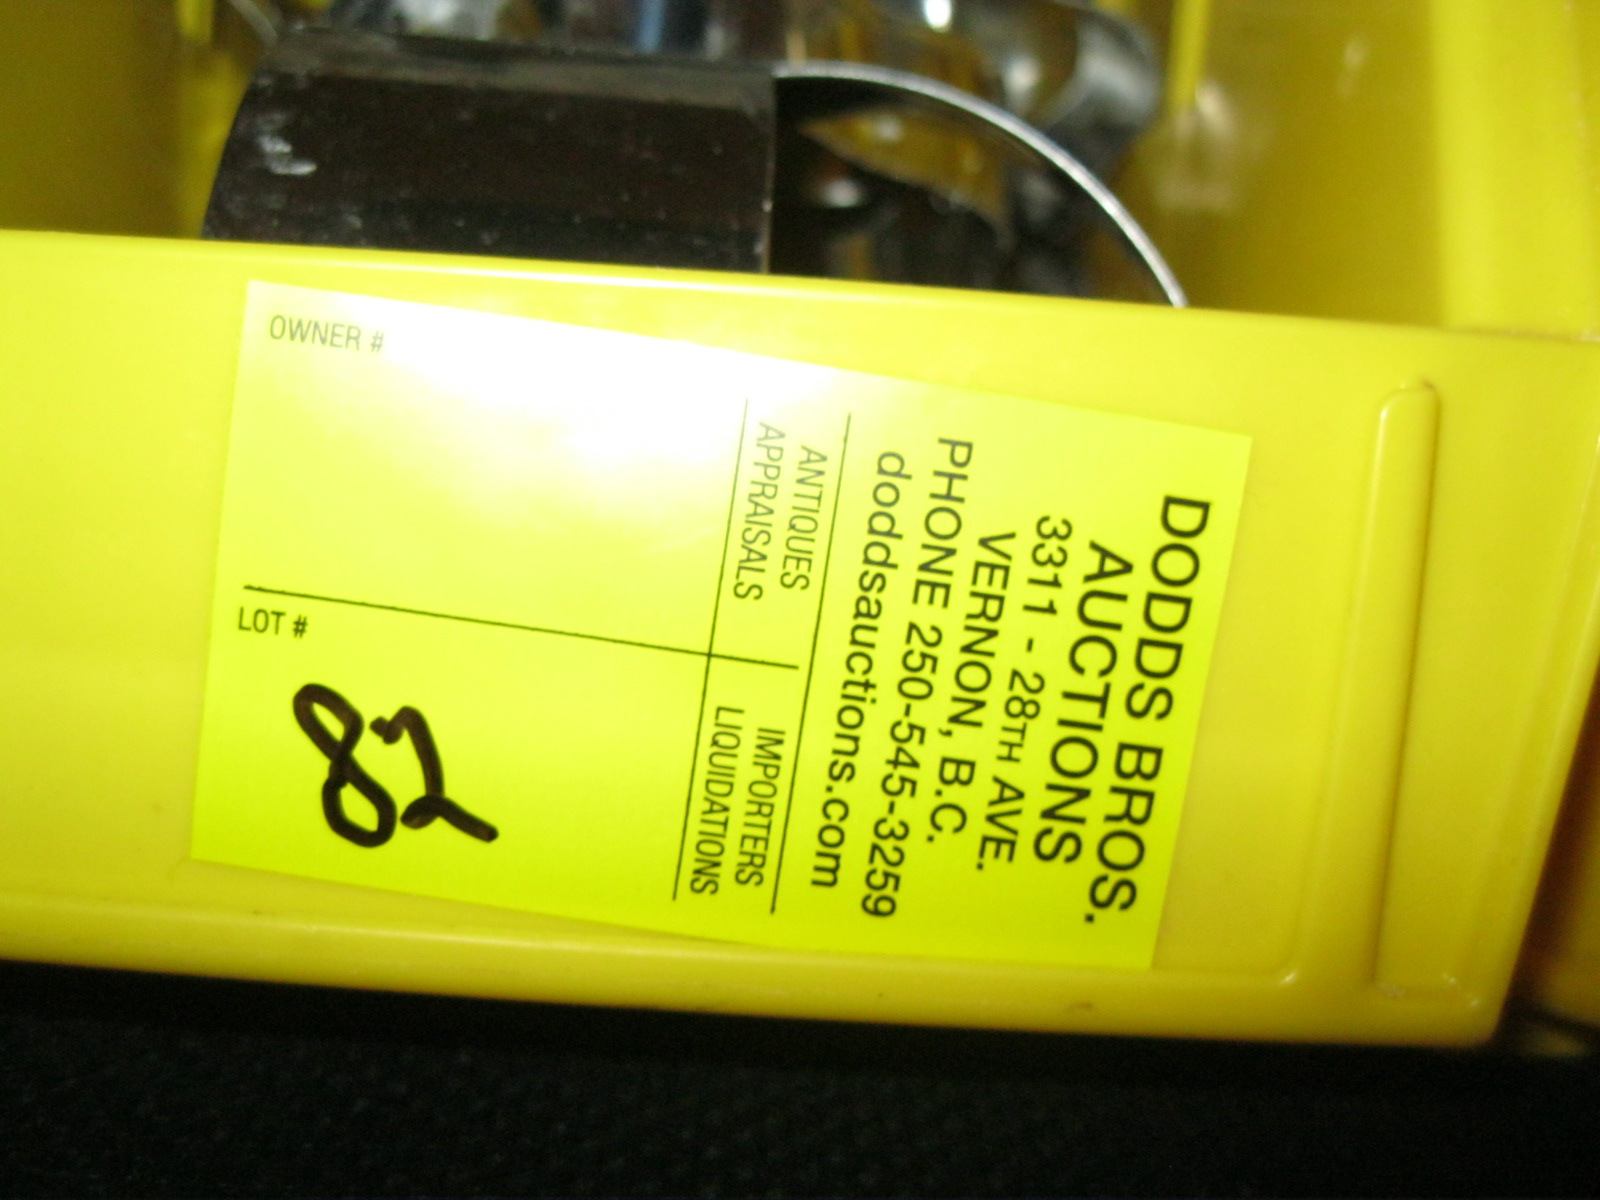 DODDS BROS.
AUCTIONS
3311 - 28TH AVE.
VERNON, B.C.
PHONE 250-545-3259
doddsauctions.com
ANTIQUES
APPRAISALS
IMPORTERS
LIQUIDATIONS
OWNER #
LOT #
82